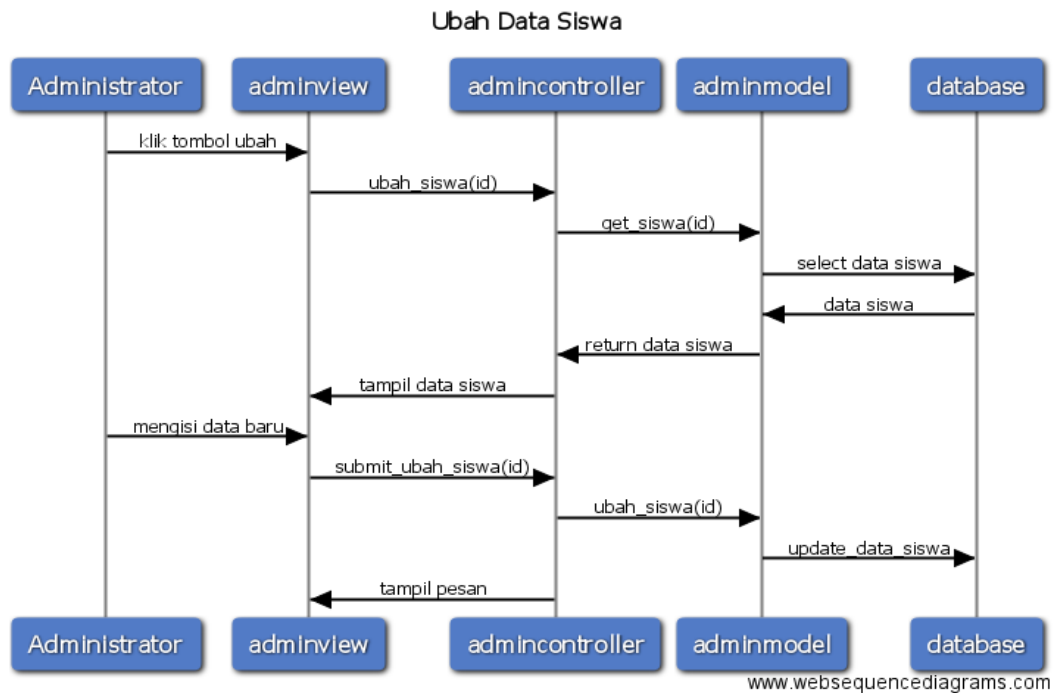 Ubah Data Siswa
Administrator adminview admincontroller adminmodel database
klik tombol ubah
ubah_siswa(id)
get_siswa(id)
select data siswa
data siswa
return data siswa
tampil data siswa
mengisi data baru
submit_ubah_siswa(id)
ubah_siswa(id)
update_data_siswa
tampil pesan
Administrator adminview admincontroller adminmodel database
www.websequencediagrams.com